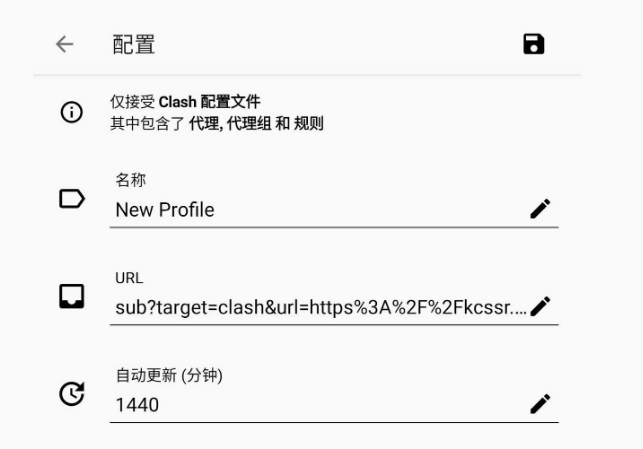 配置
仅接受 Clash 配置文件
其中包含了 代理, 代理组 和 规则
名称
New Profile
URL
sub?target=clash&url=https%3A%2F%2Fkcssr....
自动更新 (分钟)
1440